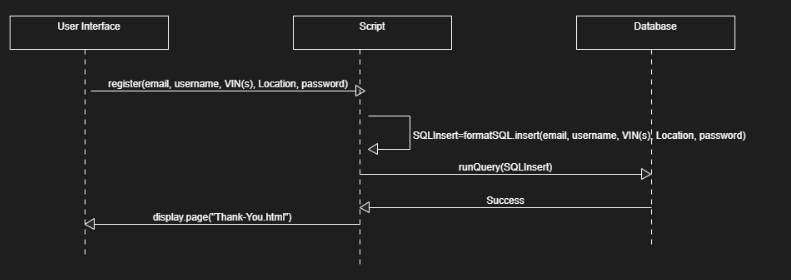 User Interface
Script
Database
register(email, username, VIN(s), Location, password)
SQLInsert=formatSQL.insert(email, username, VIN(s), Location, password)
runQuery(SQLInsert)
Success
display.page("Thank-You.html")